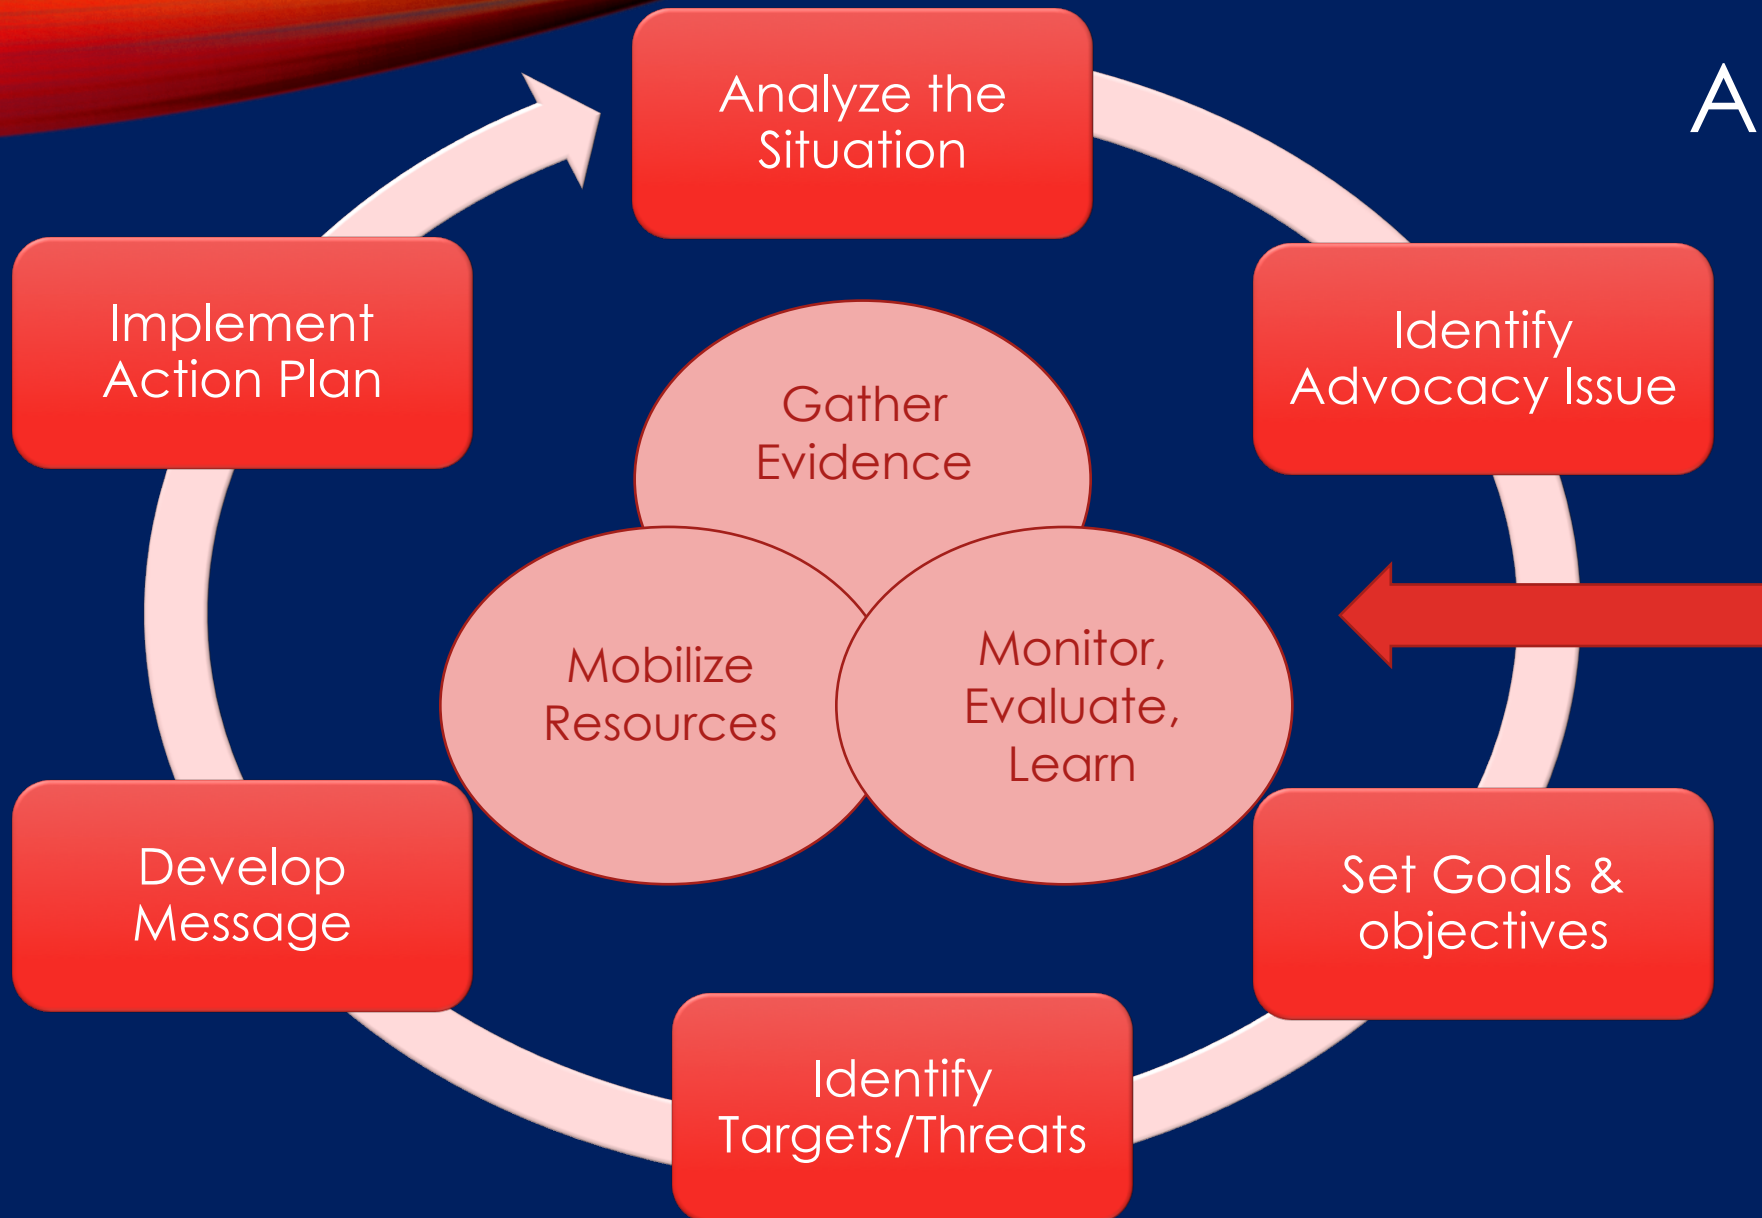 Analyze the
Situation
A
Identify
Advocacy Issue
Set Goals &
objectives
Identify
Targets/Threats
Develop
Message
Implement
Action Plan
Gather
Evidence
Mobilize
Resources
Monitor,
Evaluate,
Learn